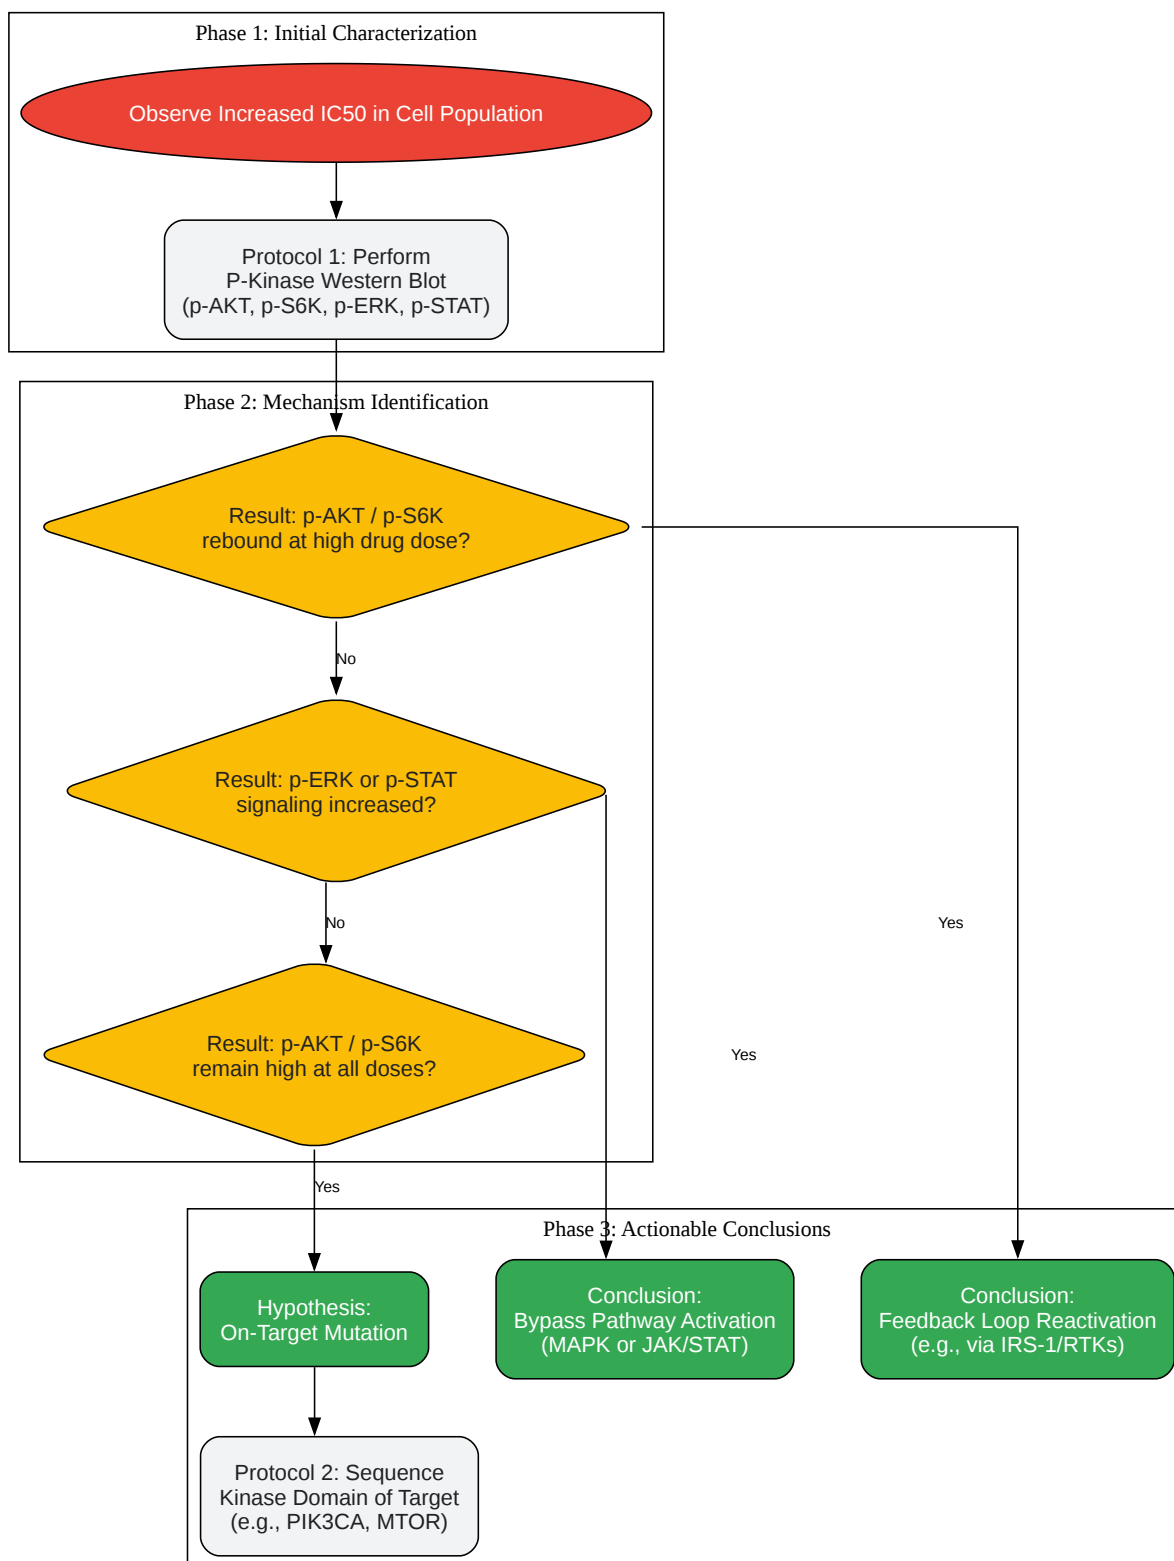 Phase 1: Initial Characterization
Observe Increased IC50 in Cell Population
Protocol 1: Perform
P-Kinase Western Blot
(p-AKT, p-S6K, p-ERK, p-STAT)
Phase 2: Mechanism Identification
Result: p-AKT / p-S6K
rebound at high drug dose?
No
Result: p-ERK or p-STAT
signaling increased?
No
Yes
Result: p-AKT / p-S6K
remain high at all doses?
Yes
Yes
Phase 3: Actionable Conclusions
Hypothesis:
On-Target Mutation
Conclusion:
Bypass Pathway Activation
(MAPK or JAK/STAT)
Conclusion:
Feedback Loop Reactivation
(e.g., via IRS-1/RTKs)
Protocol 2: Sequence
Kinase Domain of Target
(e.g., PIK3CA, MTOR)